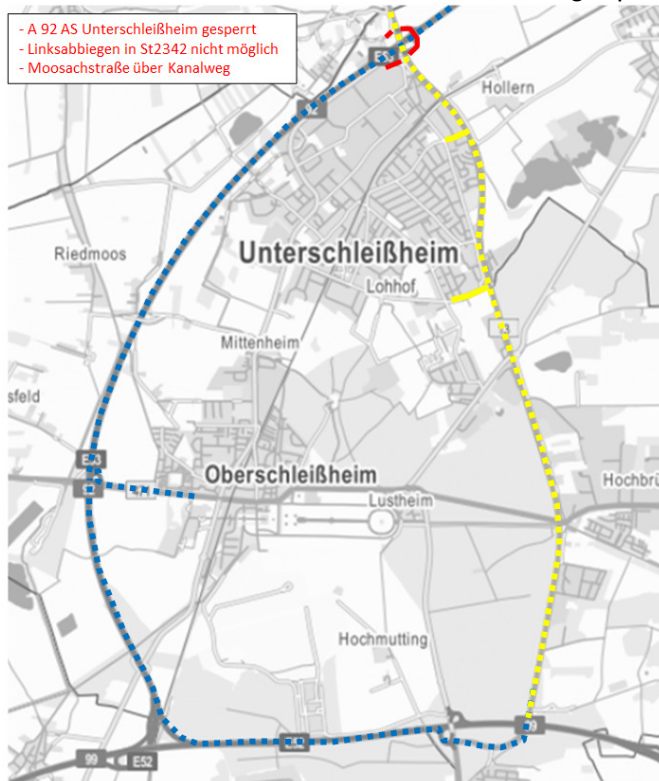 - A 92 AS Unterschleißheim gesperrt
- Linksabbiegen in St2342 nicht möglich
- Moosachstraße über Kanalweg
Hollern
Riedmoos
Unterschleißheim
Lohhof
13
Mittenheim
sfeld
Oberschleißheim
Lustheim
Hochbrü
Hochmutting
99
E52